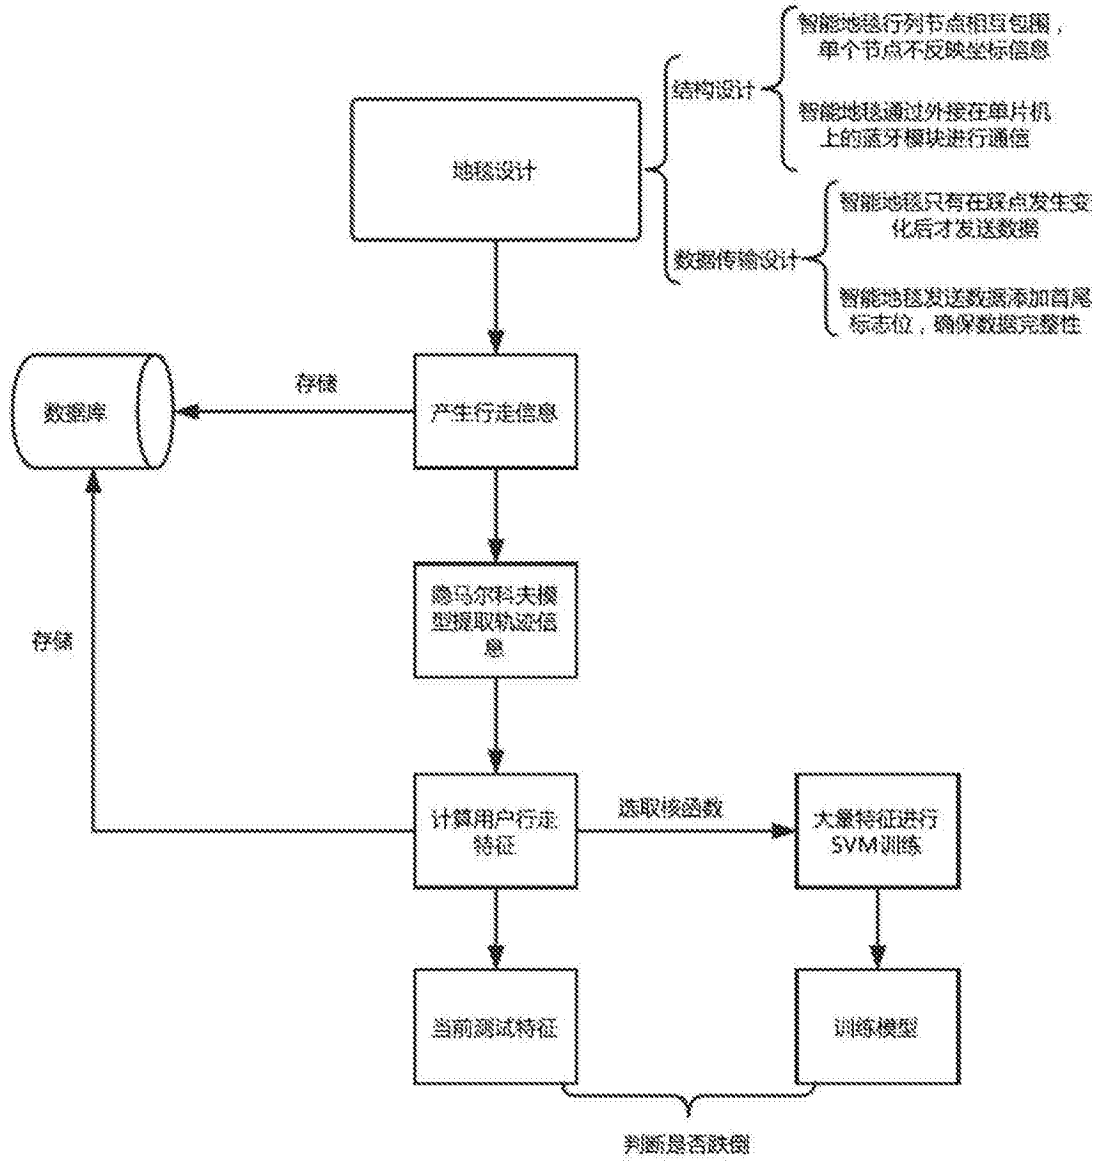 智能地毯行列节点相互包围，
单个节点不反映坐标信息
结构设计
智能地毯通过外接在单片机
上的蓝牙模块进行通信
地毯设计
智能地毯只有在踩点发生变
化后才发送数据
数据传输设计
智能地毯发送数据添加首尾
标志位，确保数据完整性
数据库
存储
产生行走信息
隐马尔科夫模
型提取轨迹信
息
存储
计算用户行走
特征
选取核函数
大量特征进行
SVM训练
当前测试特征
训练模型
判断是否跌倒